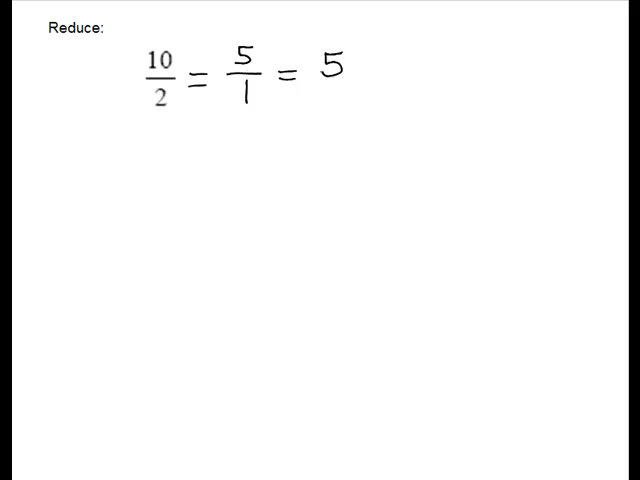 Reduce:
10/2 = 5/1 = 5